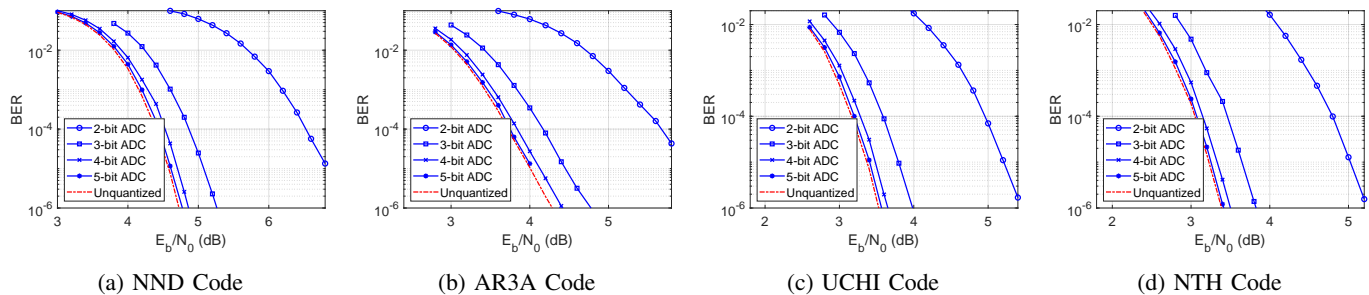 BER
10^-2
10^-4
10^-6
2-bit ADC
3-bit ADC
4-bit ADC
5-bit ADC
Unquantized
3 4 5 6
E_b/N_0 (dB)
(a) NND Code
BER
10^-2
10^-4
10^-6
2-bit ADC
3-bit ADC
4-bit ADC
5-bit ADC
Unquantized
3 4 5
E_b/N_0 (dB)
(b) AR3A Code
BER
10^-2
10^-4
10^-6
2-bit ADC
3-bit ADC
4-bit ADC
5-bit ADC
Unquantized
2 3 4 5
E_b/N_0 (dB)
(c) UCHI Code
BER
10^-2
10^-4
10^-6
2-bit ADC
3-bit ADC
4-bit ADC
5-bit ADC
Unquantized
2 3 4 5
E_b/N_0 (dB)
(d) NTH Code